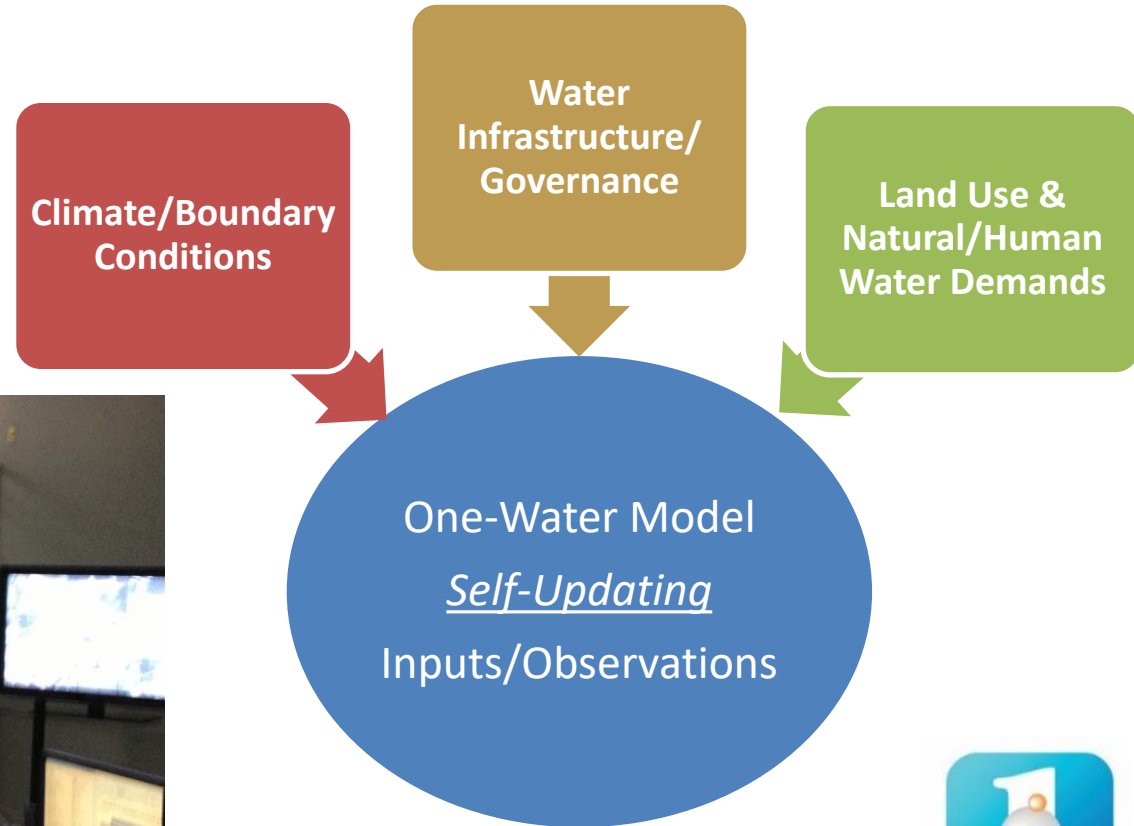 Water
Infrastructure/
Governance
Climate/Boundary
Conditions
Land Use &
Natural/Human
Water Demands
One-Water Model
Self-Updating
Inputs/Observations
1